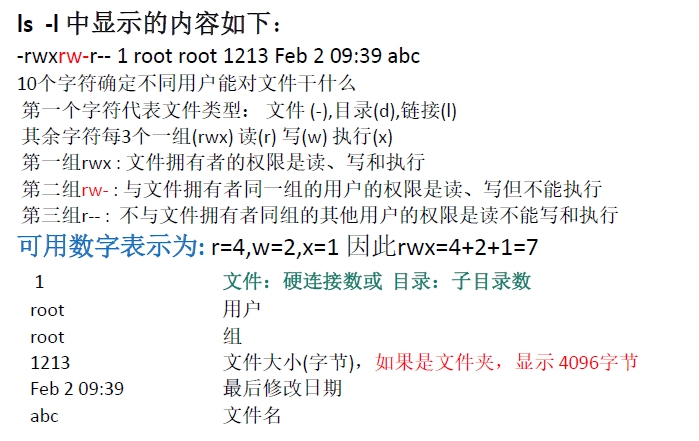 ls -l 中显示的内容如下：
-rwxrw-r-- 1 root root 1213 Feb 2 09:39 abc
10个字符确定不同用户能对文件干什么
第一个字符代表文件类型： 文件 (-),目录(d),链接(l)
其余字符每3个一组(rwx) 读(r) 写(w) 执行(x)
第一组rwx : 文件拥有者的权限是读、写和执行
第二组rw- : 与文件拥有者同一组的用户的权限是读、写但不能执行
第三组r-- : 不与文件拥有者同组的其他用户的权限是读不能写和执行
可用数字表示为: r=4,w=2,x=1 因此rwx=4+2+1=7
1 文件：硬连接数或 目录：子目录数
root 用户
root 组
1213 文件大小(字节)，如果是文件夹，显示 4096字节
Feb 2 09:39 最后修改日期
abc 文件名